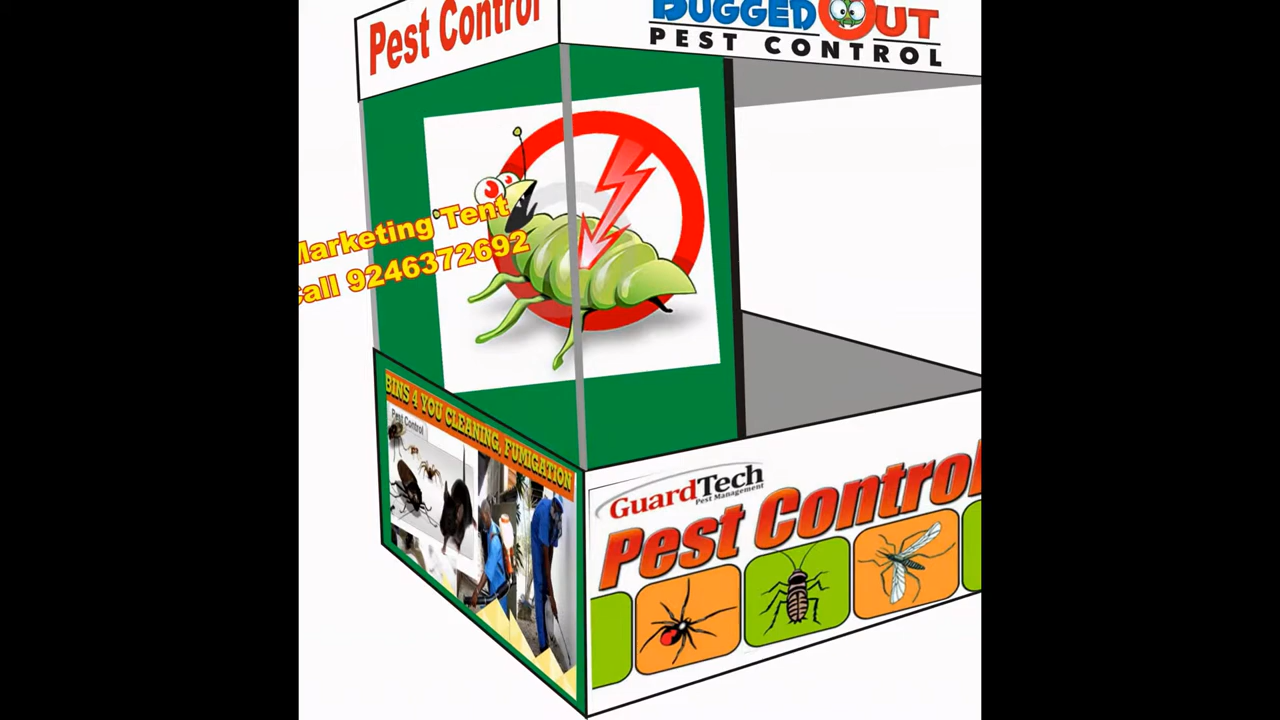 Pest Control
BUGGED OUT
PEST CONTROL
Marketing Tent
call 9246372692
BINS 4 YOU CLEANING, FUMIGATION
Pest Control
GuardTech
Pest Management
Pest Control